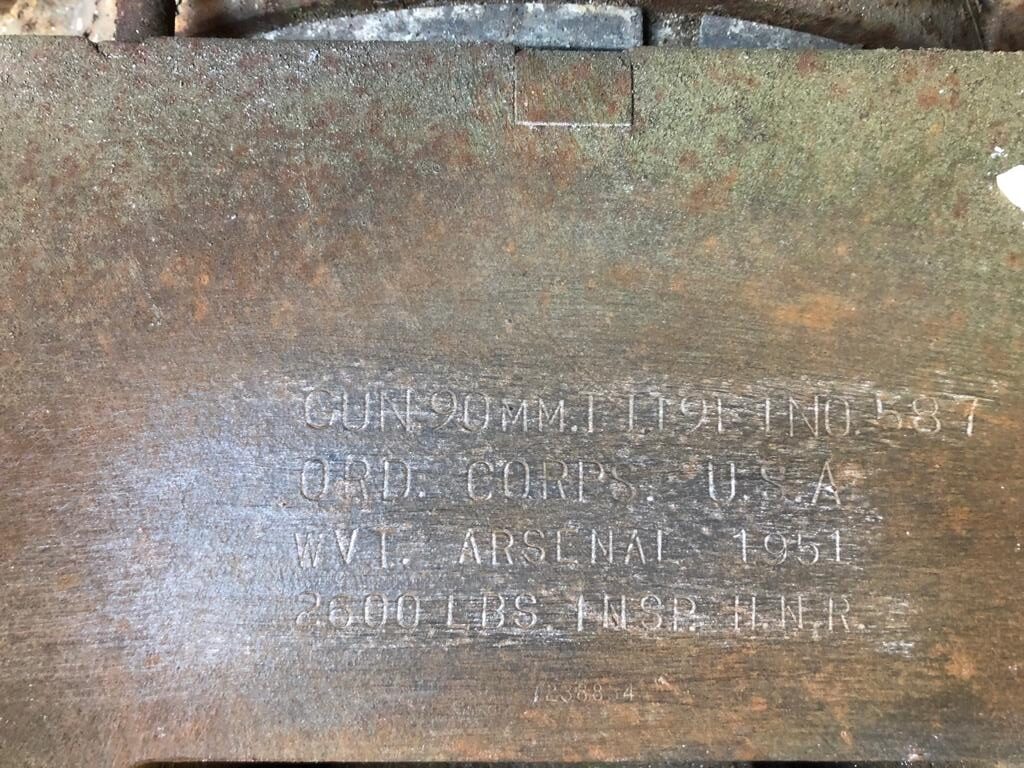 GUN 90MM. T119E1 NO. 587
ORD. CORPS. U.S.A
WVT. ARSENAL 1951
2600 LBS. INSP. H.N.R.